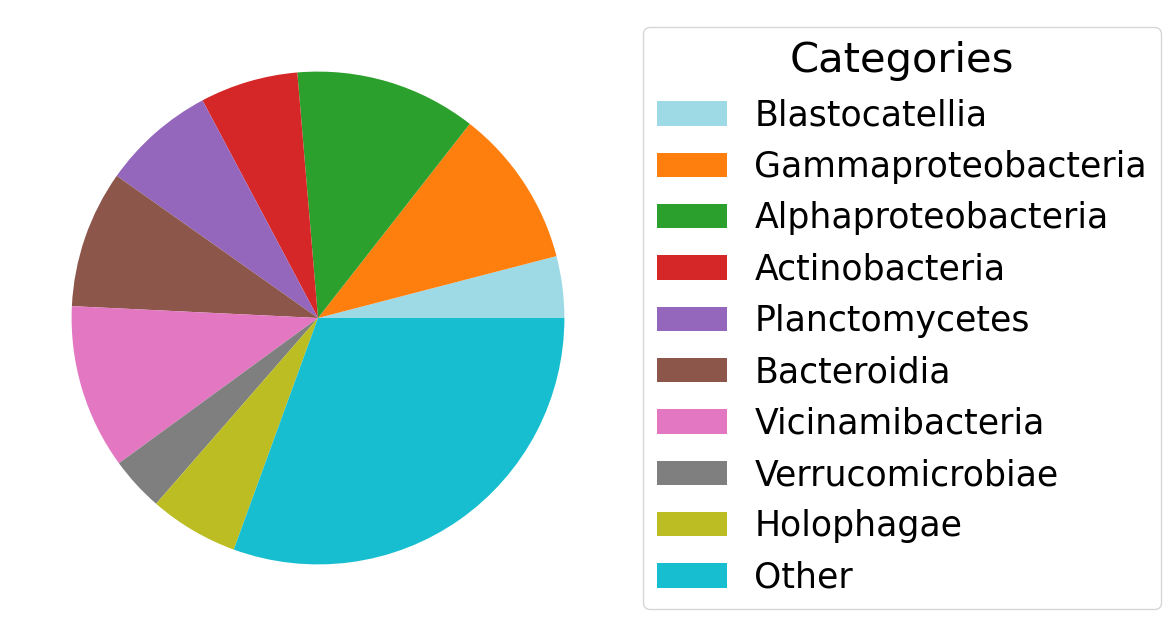 Categories
Blastocatellia
Gammaproteobacteria
Alphaproteobacteria
Actinobacteria
Planctomycetes
Bacteroidia
Vicinamibacteria
Verrucomicrobiae
Holophagae
Other